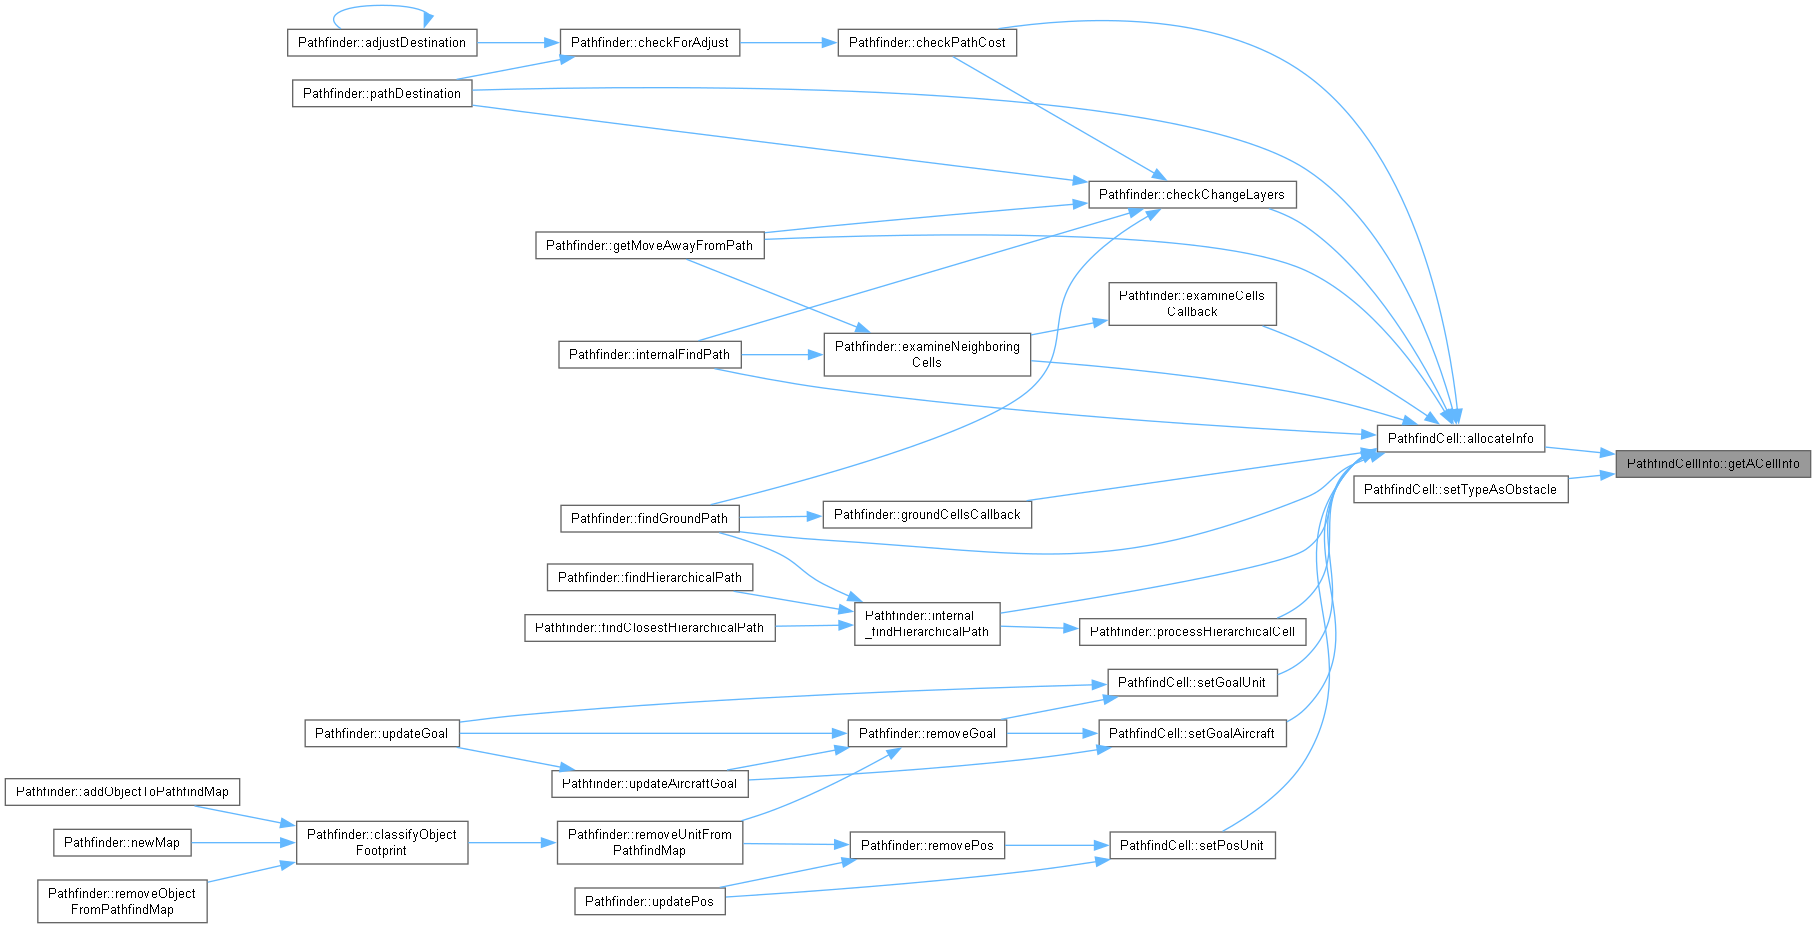 Pathfinder::adjustDestination
Pathfinder::checkForAdjust
Pathfinder::checkPathCost
Pathfinder::pathDestination
Pathfinder::checkChangeLayers
Pathfinder::getMoveAwayFromPath
Pathfinder::examineCells
Callback
Pathfinder::internalFindPath
Pathfinder::examineNeighboring
Cells
PathfindCell::allocateInfo
PathfindCellInfo::getACellInfo
PathfindCell::setTypeAsObstacle
Pathfinder::findGroundPath
Pathfinder::groundCellsCallback
Pathfinder::findHierarchicalPath
Pathfinder::findClosestHierarchicalPath
Pathfinder::internal
_findHierarchicalPath
Pathfinder::processHierarchicalCell
PathfindCell::setGoalUnit
Pathfinder::updateGoal
Pathfinder::removeGoal
PathfindCell::setGoalAircraft
Pathfinder::updateAircraftGoal
Pathfinder::addObjectToPathfindMap
Pathfinder::newMap
Pathfinder::classifyObject
Footprint
Pathfinder::removeUnitFrom
PathfindMap
Pathfinder::removePos
PathfindCell::setPosUnit
Pathfinder::removeObject
FromPathfindMap
Pathfinder::updatePos